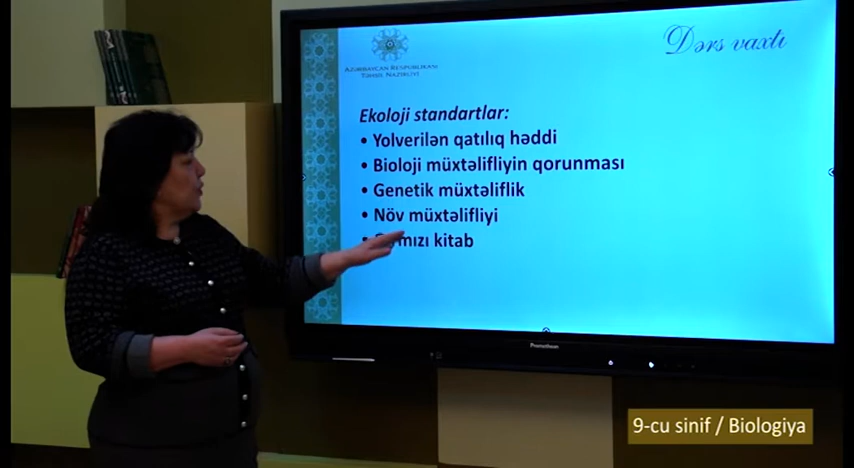 Dərs vaxtı
AZƏRBAYCAN RESPUBLİKASI
TƏHSİL NAZİRLİYİ
Ekoloji standartlar:
• Yolverilən qatılıq həddi
• Bioloji müxtəlifliyin qorunması
• Genetik müxtəliflik
• Növ müxtəlifliyi
kitab
Promethean
9-cu sinif / Biologiya